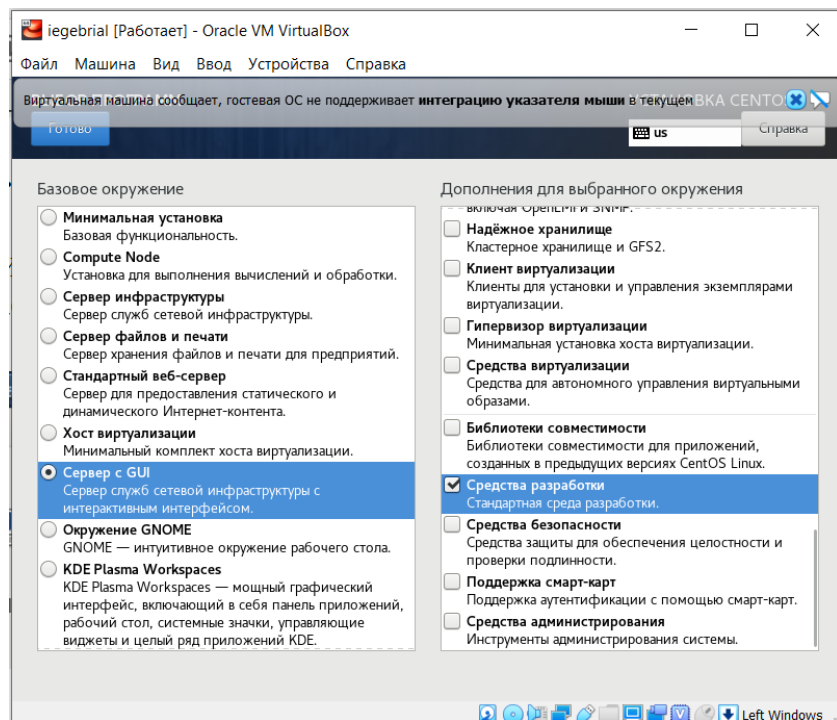 iegebrial [Работает] - Oracle VM VirtualBox
Файл Машина Вид Ввод Устройства Справка
Виртуальная машина сообщает, гостевая ОС не поддерживает интеграцию указателя мыши в текущем
Готово
us
Справка
Базовое окружение
Минимальная установка
Базовая функциональность.
Compute Node
Установка для выполнения вычислений и обработки.
Сервер инфраструктуры
Сервер служб сетевой инфраструктуры.
Сервер файлов и печати
Сервер хранения файлов и печати для предприятий.
Стандартный веб-сервер
Сервер для предоставления статического и
динамического Интернет-контента.
Хост виртуализации
Минимальный комплект хоста виртуализации.
Сервер с GUI
Сервер служб сетевой инфраструктуры с
интерактивным интерфейсом.
Окружение GNOME
GNOME — интуитивное окружение рабочего стола.
KDE Plasma Workspaces
KDE Plasma Workspaces — мощный графический
интерфейс, включающий в себя панель приложений,
рабочий стол, системные значки, управляющие
виджеты и целый ряд приложений KDE.
Дополнения для выбранного окружения
включая OpenLMI и SNMP.
Надёжное хранилище
Кластерное хранилище и GFS2.
Клиент виртуализации
Клиенты для установки и управления экземплярами
виртуализации.
Гипервизор виртуализации
Минимальная установка хоста виртуализации.
Средства виртуализации
Средства для автономного управления виртуальными
образами.
Библиотеки совместимости
Библиотеки совместимости для приложений,
созданных в предыдущих версиях CentOS Linux.
Средства разработки
Стандартная среда разработки.
Средства безопасности
Средства защиты для обеспечения целостности и
проверки подлинности.
Поддержка смарт-карт
Поддержка аутентификации с помощью смарт-карт.
Средства администрирования
Инструменты администрирования системы.
Left Windows